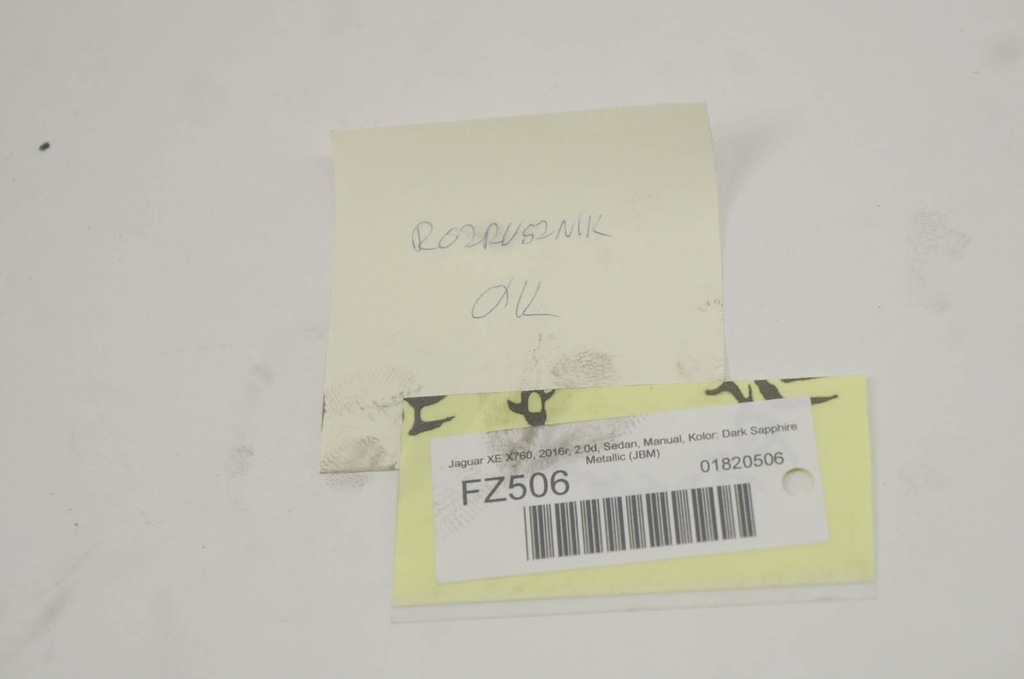 ROZRUSZNIK
OK
Jaguar XE X760, 2016r, 2.0d, Sedan, Manual, Kolor: Dark Sapphire
Metallic (JBM)
01820506
FZ506